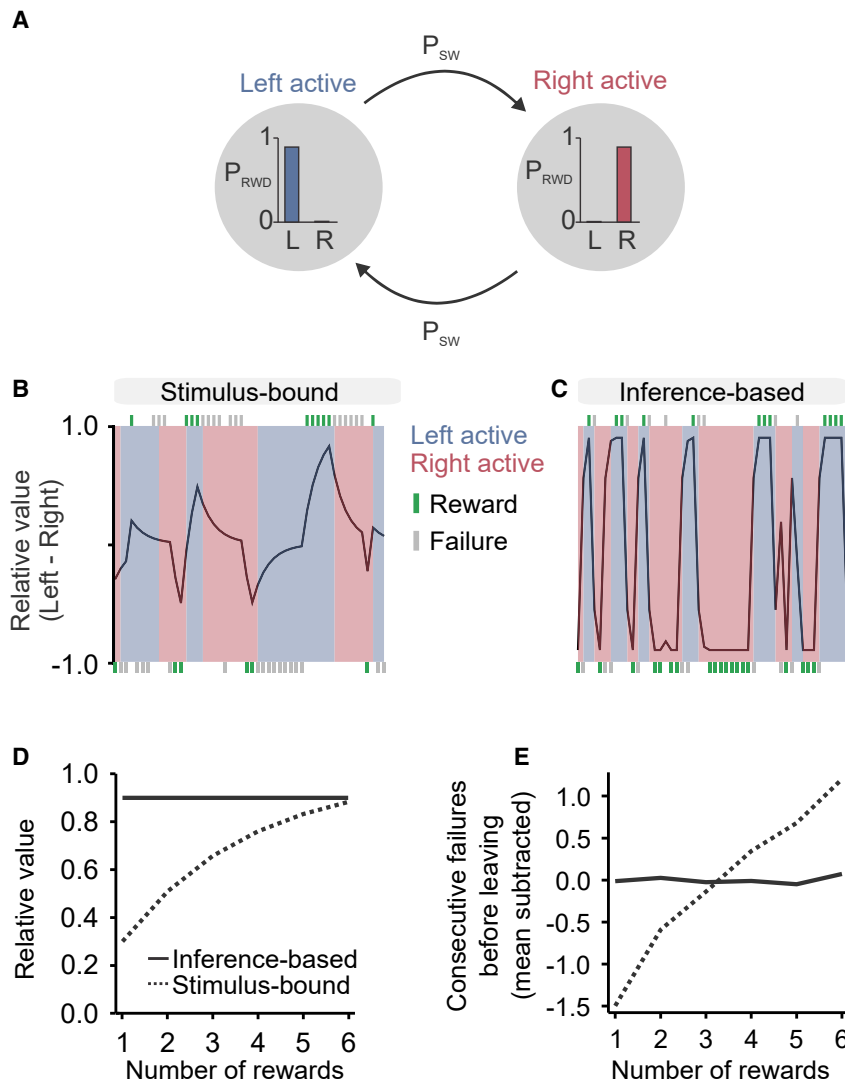 A
P_SW
Left active
Right active
1
P_RWD
0
L R
1
P_RWD
0
L R
P_SW
B
Stimulus-bound
C
Inference-based
1.0
-1.0
Relative value
(Left - Right)
Left active
Right active
Reward
Failure
D
1.0
0.8
0.6
0.4
0.2
0.0
Relative value
Inference-based
Stimulus-bound
1 2 3 4 5 6
Number of rewards
E
1.0
0.5
0.0
-0.5
-1.0
-1.5
Consecutive failures
before leaving
(mean subtracted)
1 2 3 4 5 6
Number of rewards